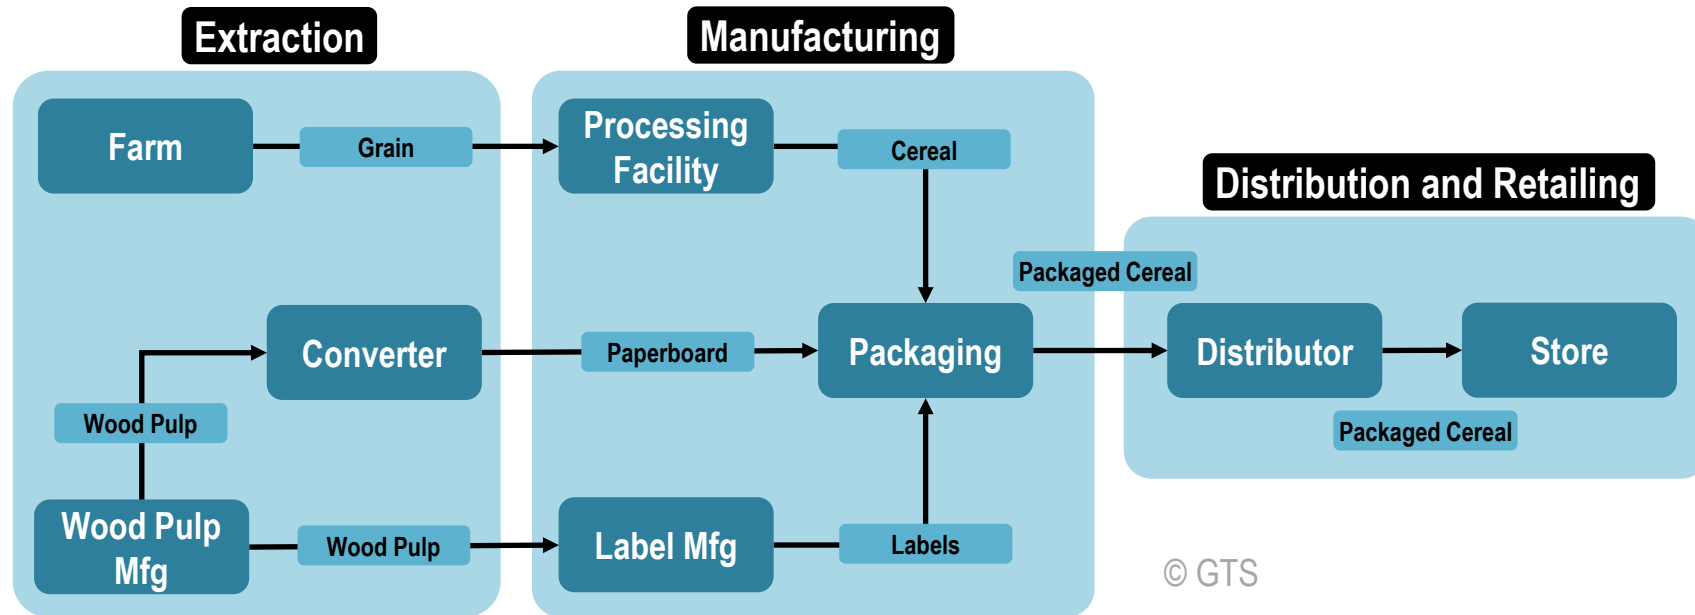 Extraction
Manufacturing
Distribution and Retailing
Farm
Grain
Processing
Facility
Cereal
Packaged Cereal
Converter
Paperboard
Packaging
Distributor
Store
Wood Pulp
Packaged Cereal
Wood Pulp
Mfg
Wood Pulp
Label Mfg
Labels
© GTS